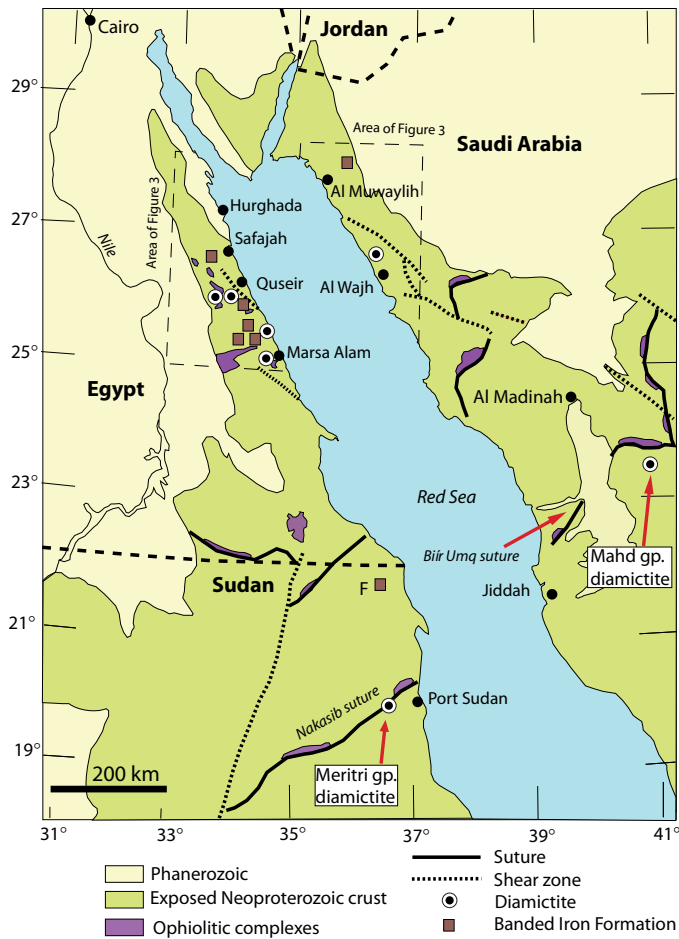 Cairo
Jordan
29°
Area of Figure 3
Saudi Arabia
Al Muwaylih
27°
Hurghada
Area of Figure 3
Safajah
Nile
Quseir
Al Wajh
25°
Marsa Alam
Egypt
Al Madinah
23°
Red Sea
Biír Umq suture
Mahd gp.
diamictite
Sudan
F
Jiddah
21°
Nakasib suture
Port Sudan
19°
200 km
Meritri gp.
diamictite
31°
33°
35°
37°
39°
41°
Phanerozoic
Exposed Neoproterozoic crust
Ophiolitic complexes
Suture
Shear zone
Diamictite
Banded Iron Formation